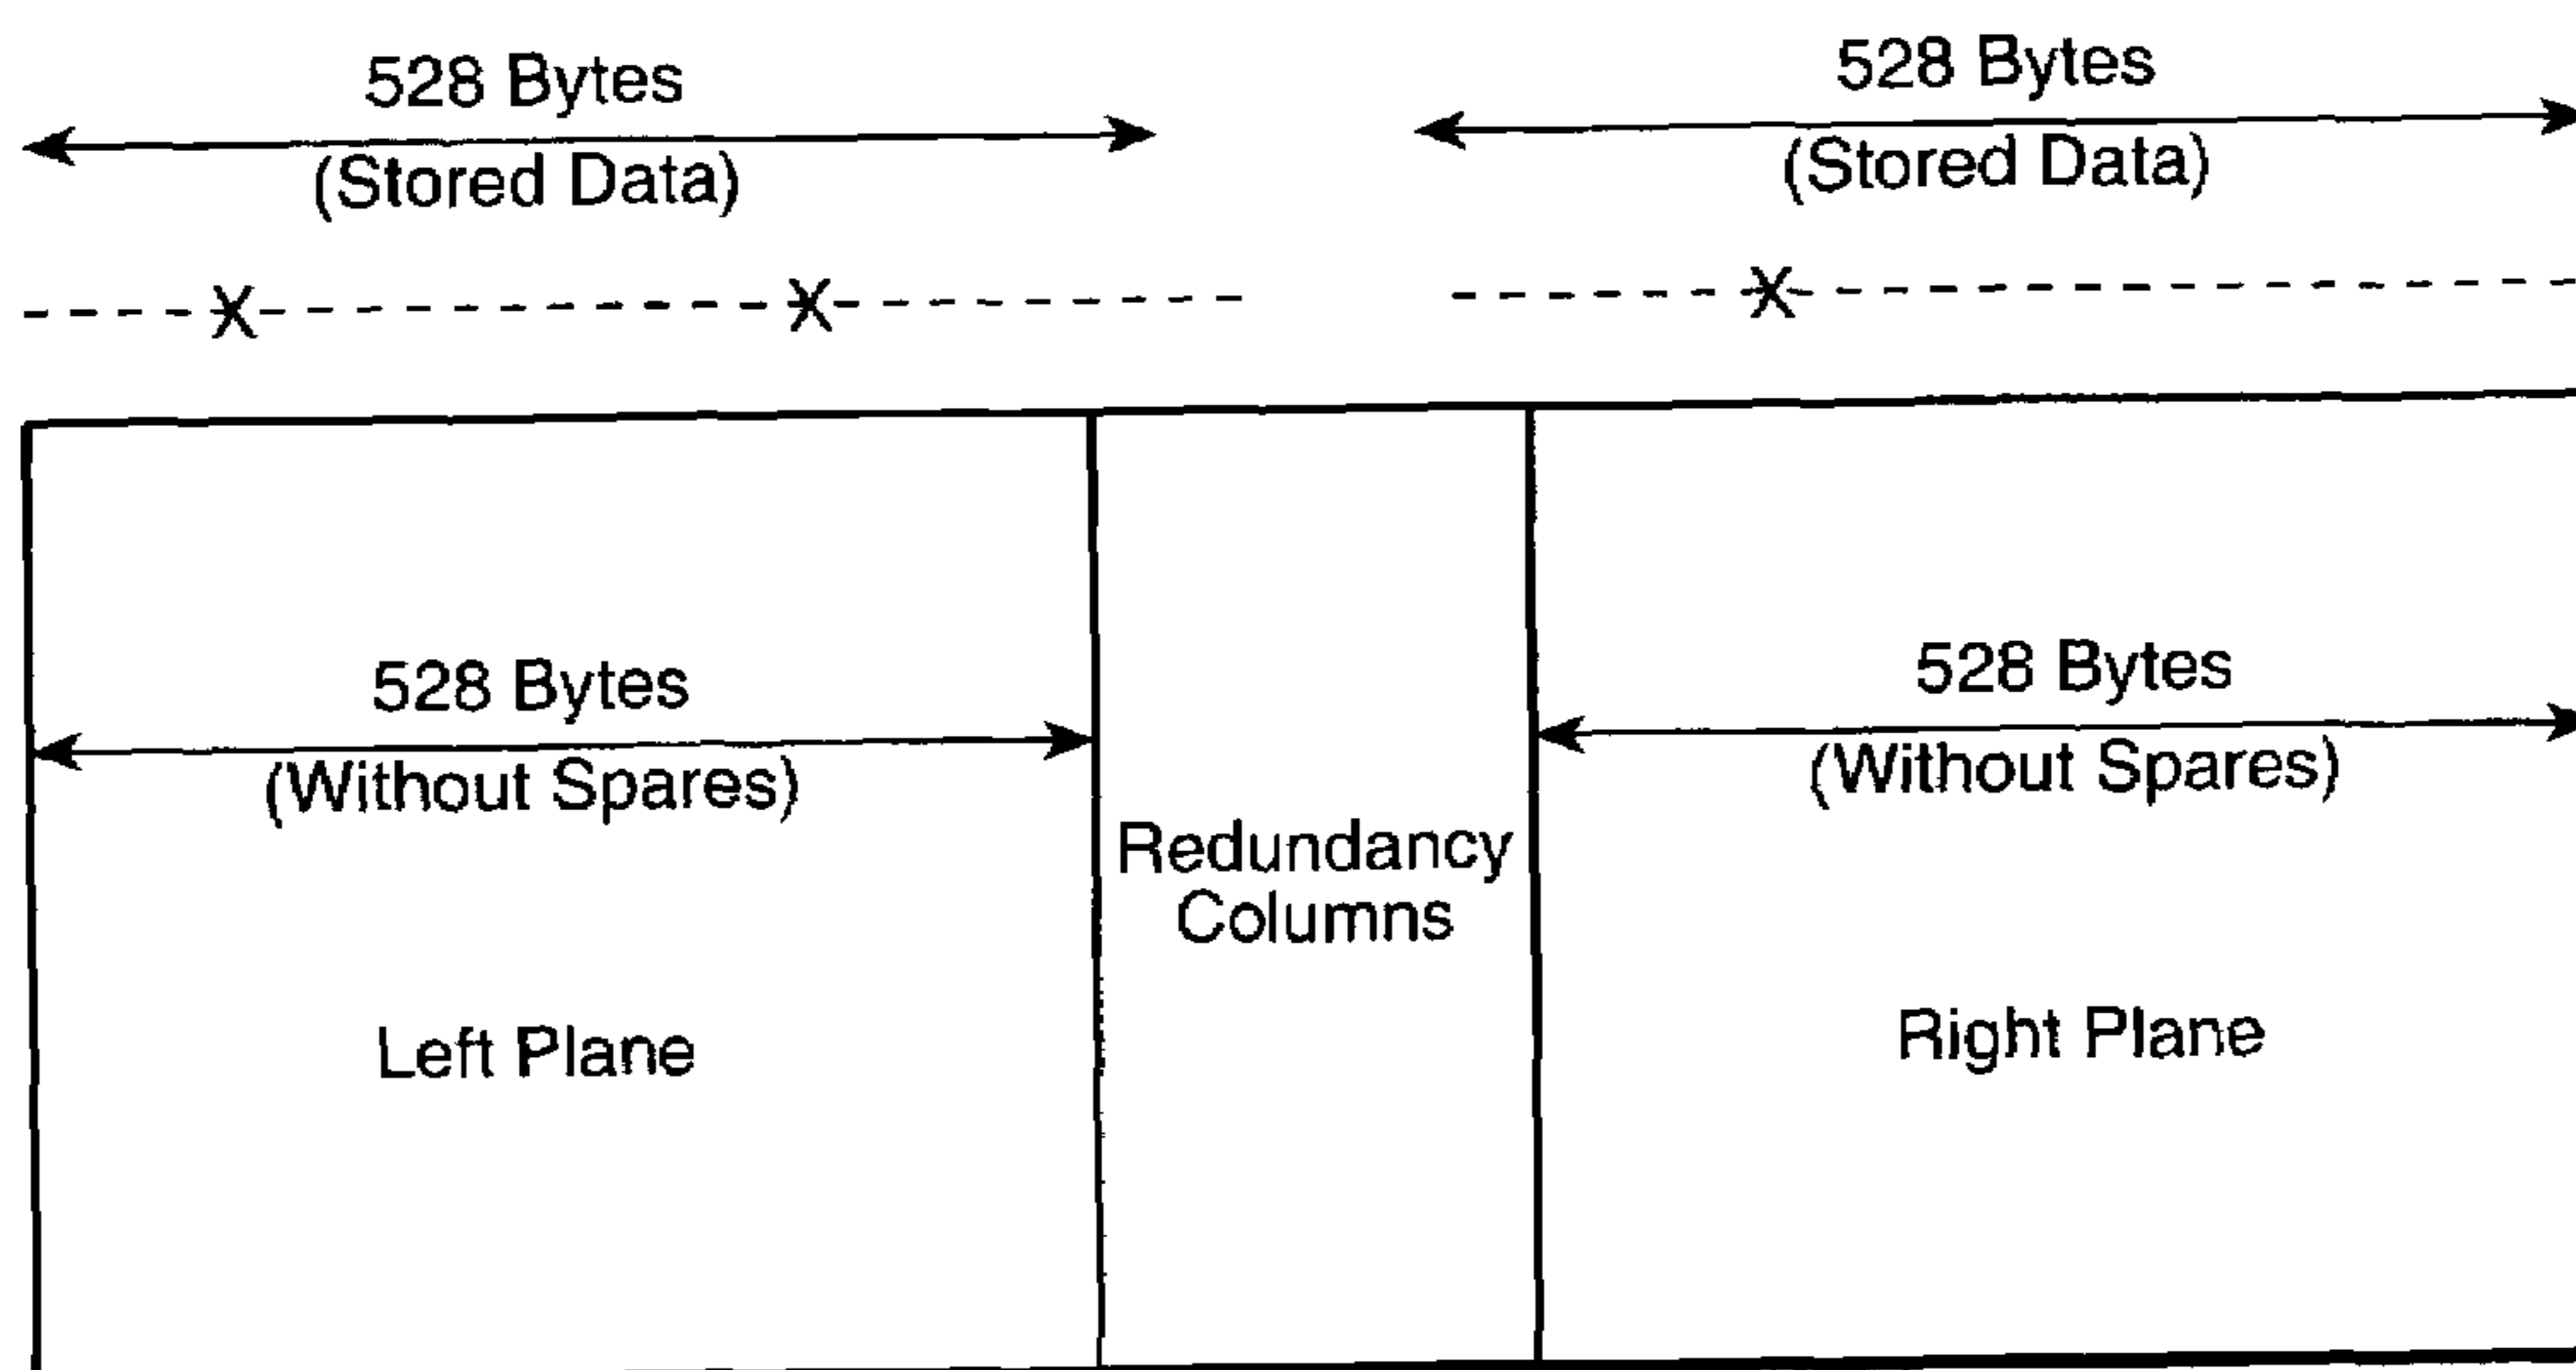 528 Bytes
(Stored Data)
528 Bytes
(Stored Data)
X
X
X
528 Bytes
(Without Spares)
528 Bytes
(Without Spares)
Redundancy
Columns
Left Plane
Right Plane